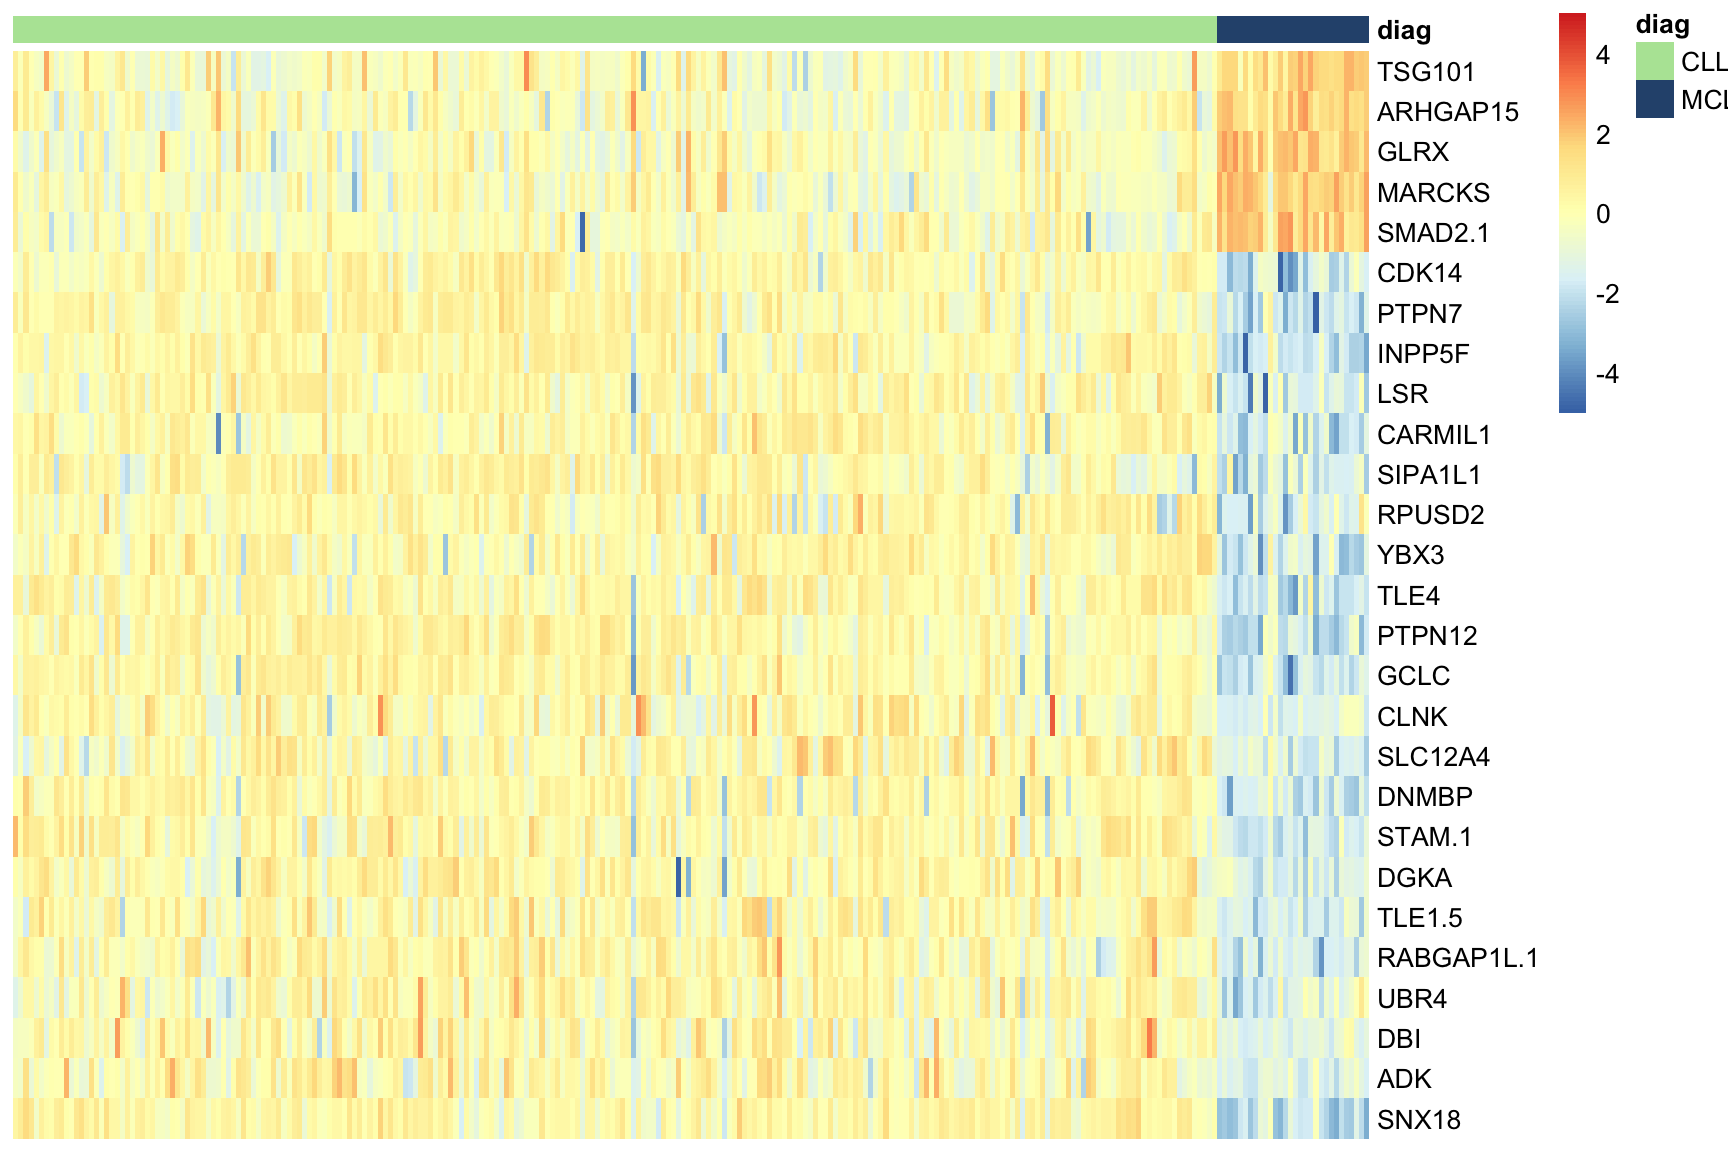 diag
TSG101
ARHGAP15
GLRX
MARCKS
SMAD2.1
CDK14
PTPN7
INPP5F
LSR
CARMIL1
SIPA1L1
RPUSD2
YBX3
TLE4
PTPN12
GCLC
CLNK
SLC12A4
DNMBP
STAM.1
DGKA
TLE1.5
RABGAP1L.1
UBR4
DBI
ADK
SNX18
4
2
0
-2
-4
diag
CLL
MCL